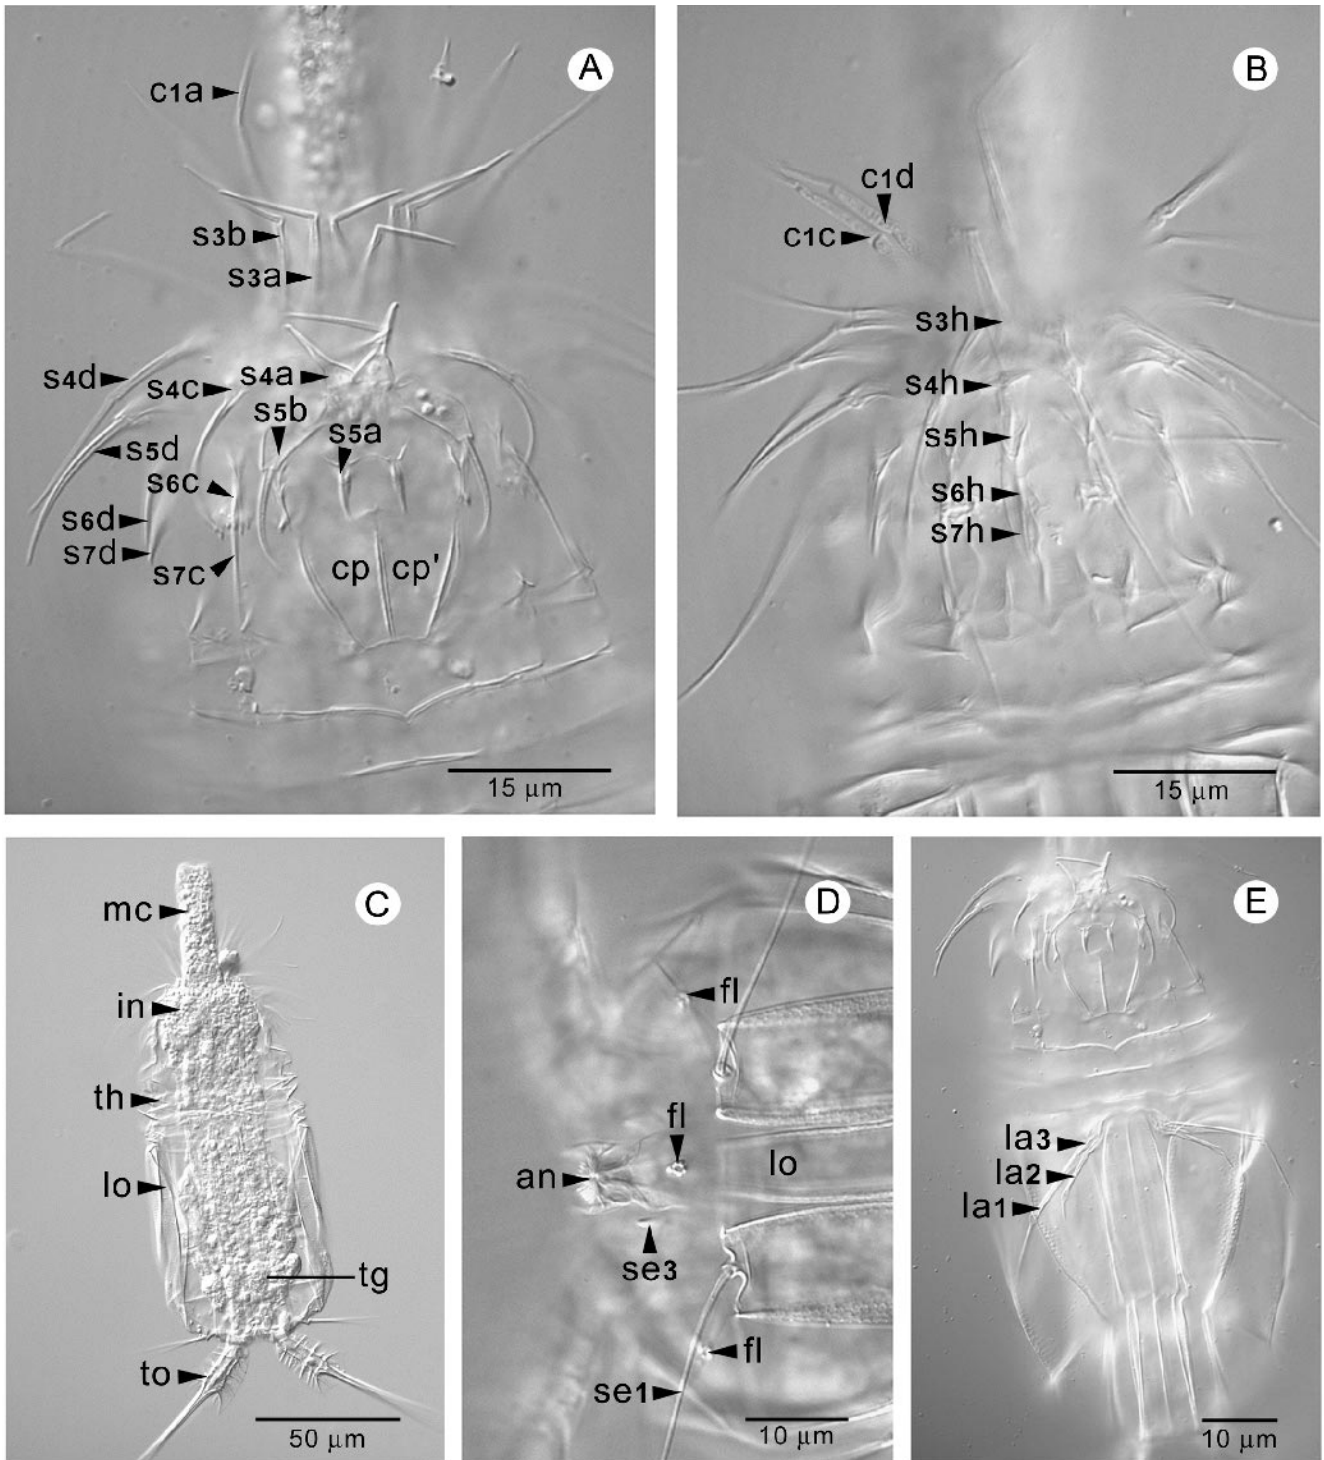 A
c1a
s3b
s3a
s4d
s4c
s4a
s5b
s5a
s5d
s6c
s6d
s7d
s7c
cp
cp'
15 μm
B
c1d
c1c
s3h
s4h
s5h
s6h
s7h
15 μm
C
mc
in
th
lo
tg
to
50 μm
D
fl
fl
an
lo
se3
fl
se1
10 μm
E
la3
la2
la1
10 μm